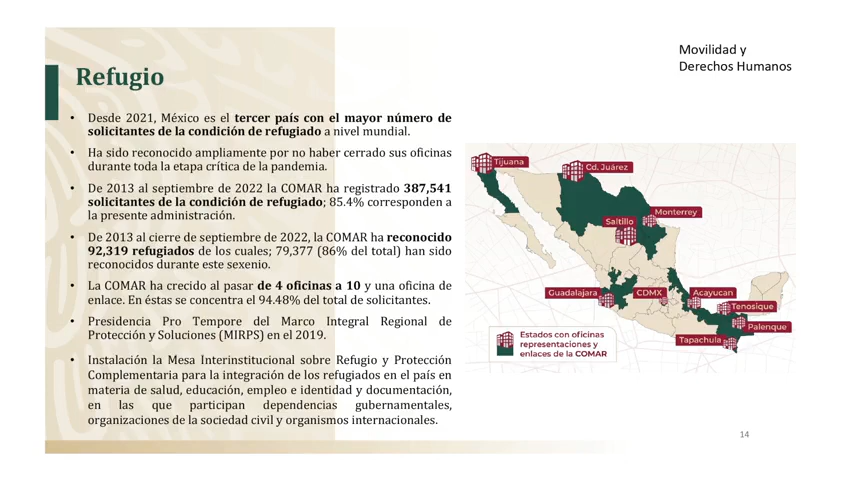 Movilidad y
Derechos Humanos
Refugio
• Desde 2021, México es el tercer país con el mayor número de
solicitantes de la condición de refugiado a nivel mundial.
• Ha sido reconocido ampliamente por no haber cerrado sus oficinas
durante toda la etapa crítica de la pandemia.
• De 2013 al septiembre de 2022 la COMAR ha registrado 387,541
solicitantes de la condición de refugiado; 85.4% corresponden a
la presente administración.
• De 2013 al cierre de septiembre de 2022, la COMAR ha reconocido
92,319 refugiados de los cuales; 79,377 (86% del total) han sido
reconocidos durante este sexenio.
• La COMAR ha crecido al pasar de 4 oficinas a 10 y una oficina de
enlace. En éstas se concentra el 94.48% del total de solicitantes.
• Presidencia Pro Tempore del Marco Integral Regional de
Protección y Soluciones (MIRPS) en el 2019.
• Instalación la Mesa Interinstitucional sobre Refugio y Protección
Complementaria para la integración de los refugiados en el país en
materia de salud, educación, empleo e identidad y documentación,
en las que participan dependencias gubernamentales,
organizaciones de la sociedad civil y organismos internacionales.
Tijuana
Cd. Juárez
Monterrey
Saltillo
Guadalajara
CDMX
Acayucan
Tenosique
Palenque
Tapachula
Estados con oficinas
representaciones y
enlaces de la COMAR
14